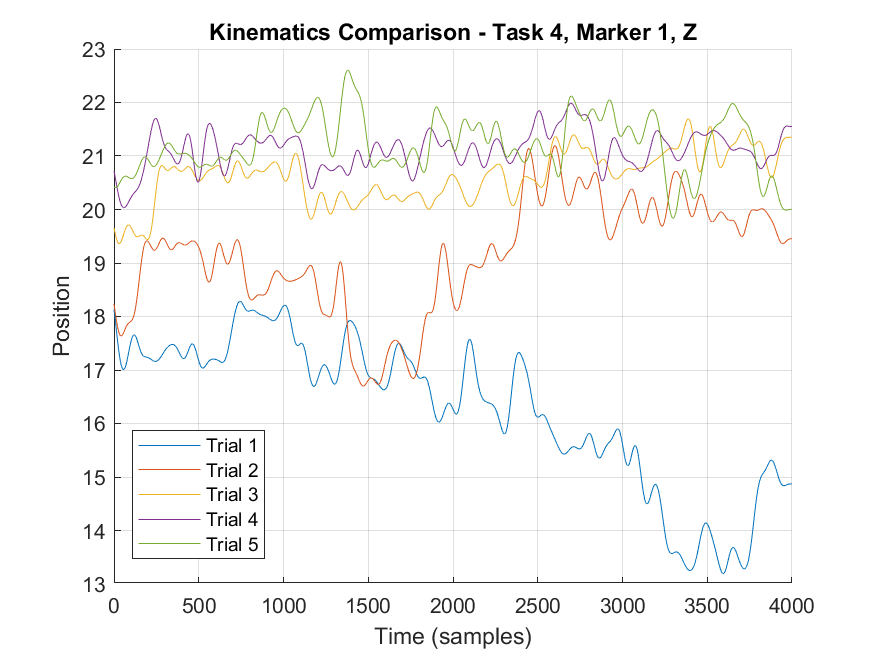 Kinematics Comparison - Task 4, Marker 1, Z
23
22
21
20
19
18
17
16
15
14
13
Position
Trial 1
Trial 2
Trial 3
Trial 4
Trial 5
0 500 1000 1500 2000 2500 3000 3500 4000
Time (samples)